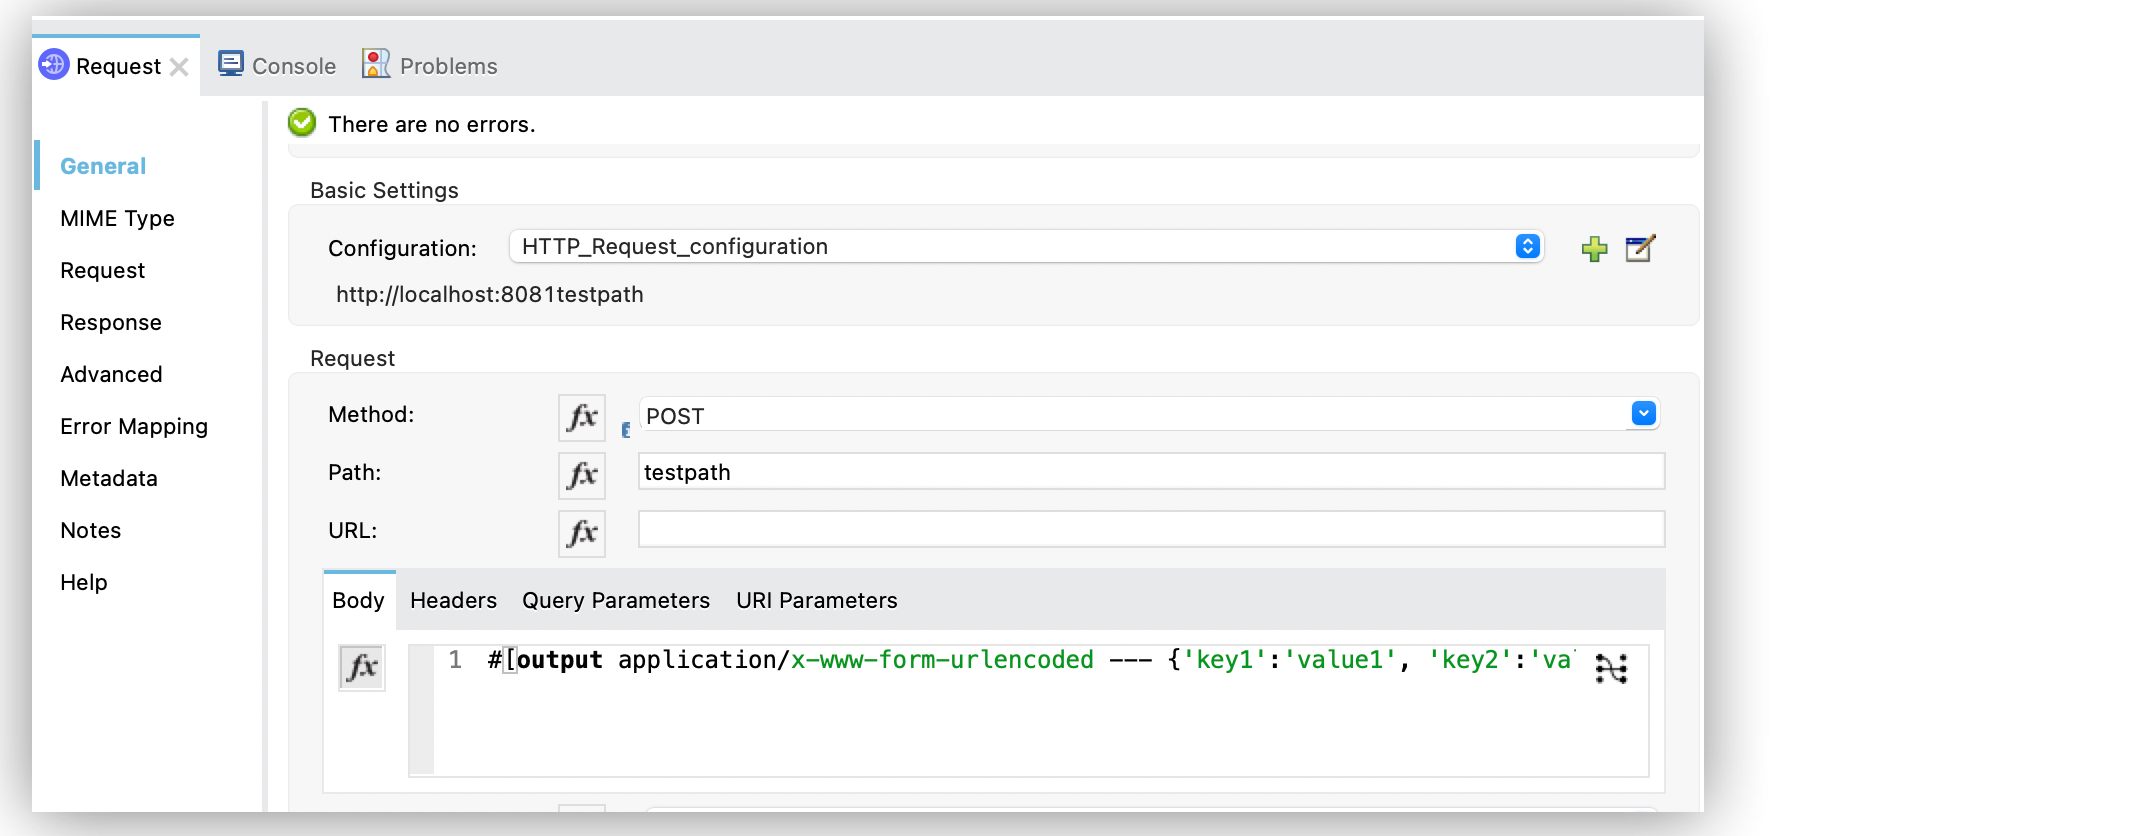 Request Console Problems
There are no errors.
General
MIME Type
Request
Response
Advanced
Error Mapping
Metadata
Notes
Help
Basic Settings
Configuration: HTTP_Request_configuration
http://localhost:8081testpath
Request
Method: fx POST
Path: fx testpath
URL: fx
Body Headers Query Parameters URI Parameters
fx 1 #[output application/x-www-form-urlencoded --- {'key1':'value1', 'key2':'va